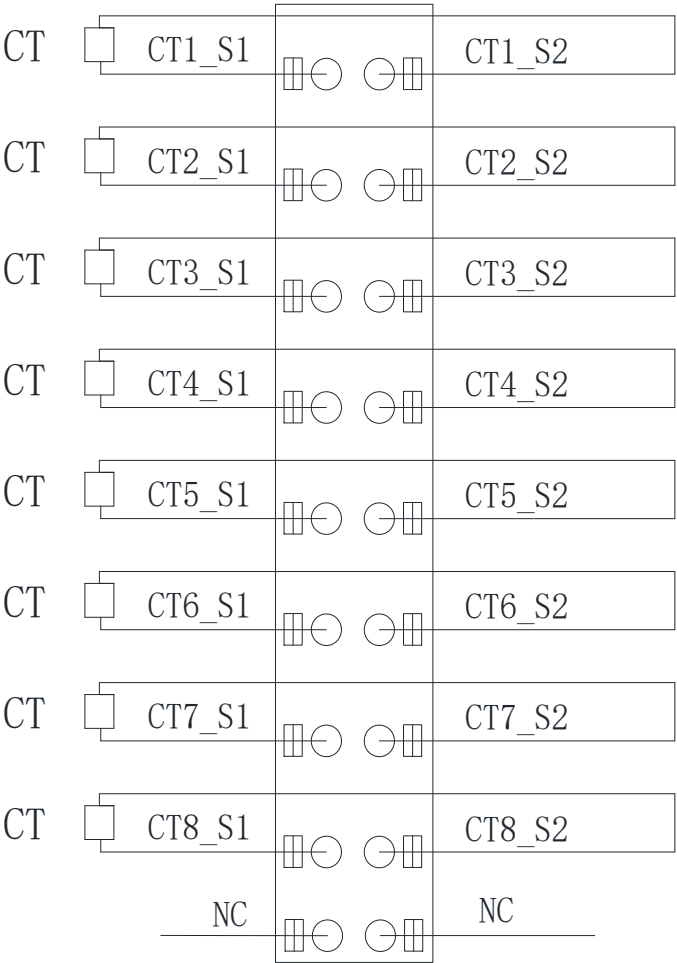 CT CT1_S1 CT1_S2
CT CT2_S1 CT2_S2
CT CT3_S1 CT3_S2
CT CT4_S1 CT4_S2
CT CT5_S1 CT5_S2
CT CT6_S1 CT6_S2
CT CT7_S1 CT7_S2
CT CT8_S1 CT8_S2
NC NC